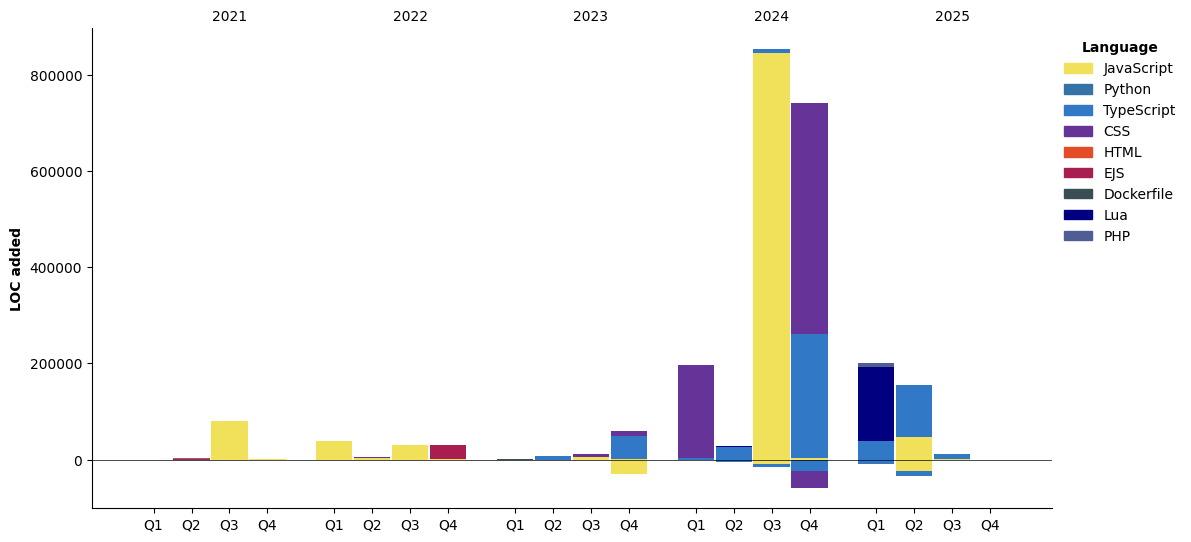 2021 2022 2023 2024 2025
Language
JavaScript
Python
TypeScript
CSS
HTML
EJS
Dockerfile
Lua
PHP
LOC added
800000
600000
400000
200000
0
Q1 Q2 Q3 Q4 Q1 Q2 Q3 Q4 Q1 Q2 Q3 Q4 Q1 Q2 Q3 Q4 Q1 Q2 Q3 Q4